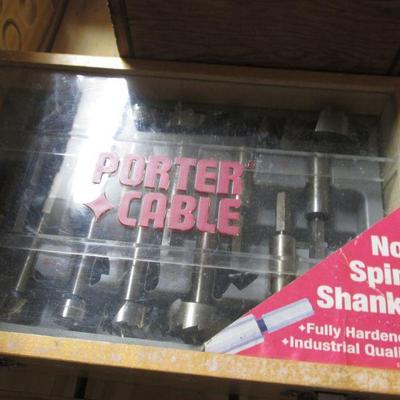 PORTER
CABLE
No
Spin
Shank
Fully Hardene
Industrial Quali